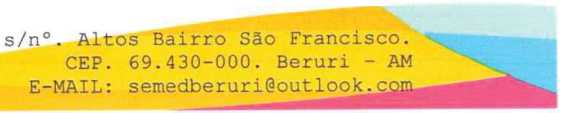 s/nº. Altos Bairro São Francisco.
CEP. 69.430-000. Beruri - AM
E-MAIL: semedberuri@outlook.com